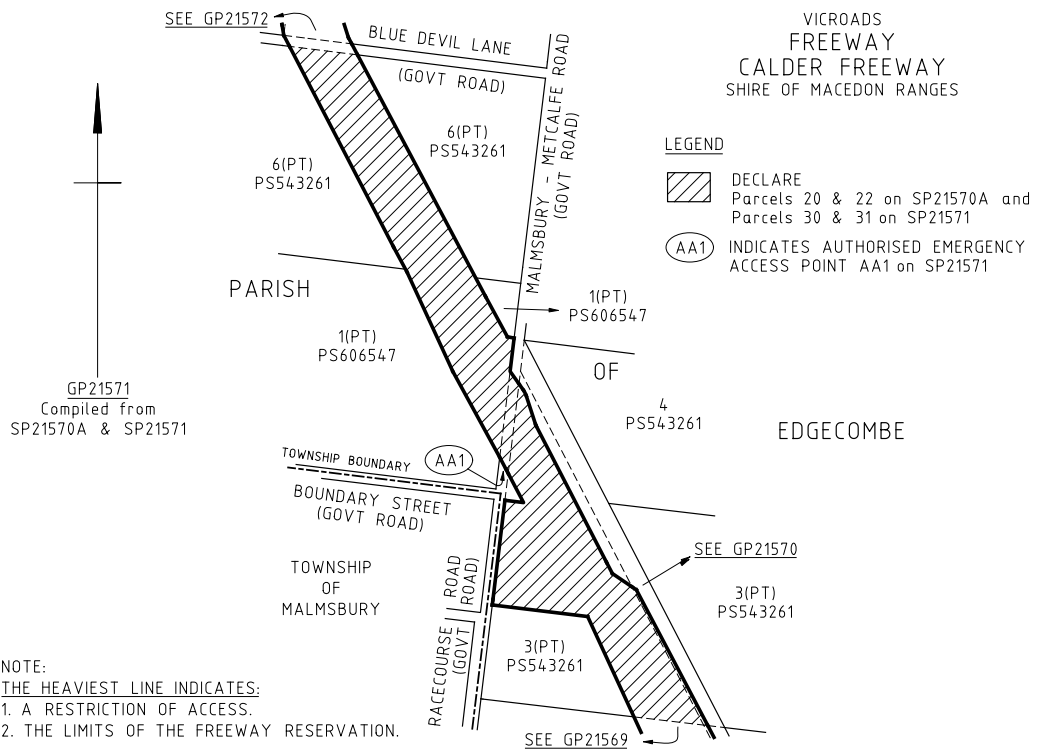 SEE GP21572
BLUE DEVIL LANE
(GOVT ROAD)
MALMSBURY - METCALFE ROAD
(GOVT ROAD)
VICROADS
FREEWAY
CALDER FREEWAY
SHIRE OF MACEDON RANGES
LEGEND
DECLARE
Parcels 20 & 22 on SP21570A and
Parcels 30 & 31 on SP21571
AA1
INDICATES AUTHORISED EMERGENCY
ACCESS POINT AA1 on SP21571
6(PT)
PS543261
6(PT)
PS543261
PARISH
1(PT)
PS606547
1(PT)
PS606547
OF
4
PS543261
EDGECOMBE
GP21571
Compiled from
SP21570A & SP21571
TOWNSHIP BOUNDARY
AA1
BOUNDARY STREET
(GOVT ROAD)
TOWNSHIP
OF
MALMSBURY
RACECOURSE ROAD
(GOVT ROAD)
SEE GP21570
3(PT)
PS543261
3(PT)
PS543261
SEE GP21569
NOTE:
THE HEAVIEST LINE INDICATES:
1. A RESTRICTION OF ACCESS.
2. THE LIMITS OF THE FREEWAY RESERVATION.